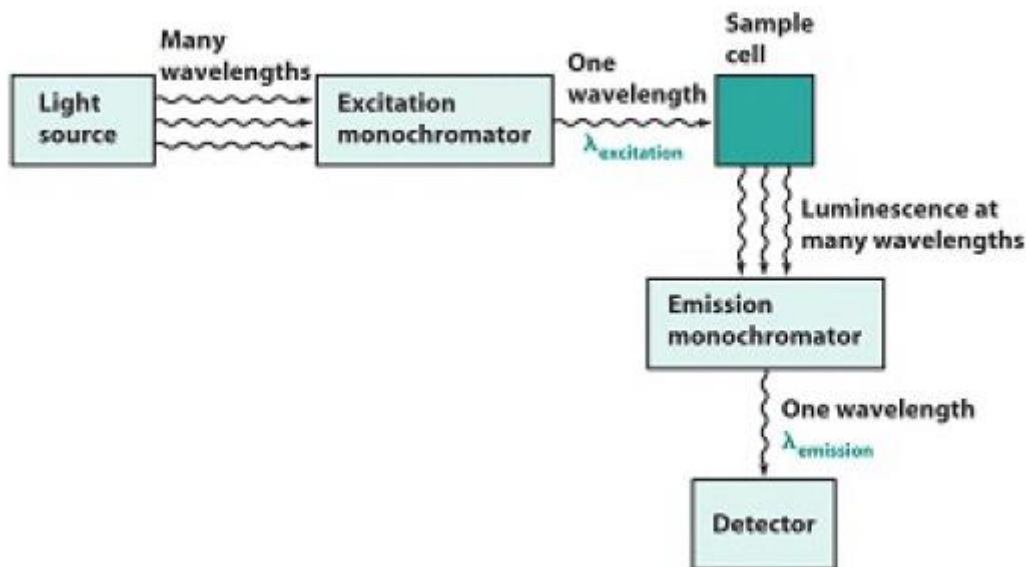 Many
wavelengths
Light
source
Excitation
monochromator
One
wavelength
λexcitation
Sample
cell
Luminescence at
many wavelengths
Emission
monochromator
One wavelength
λemission
Detector